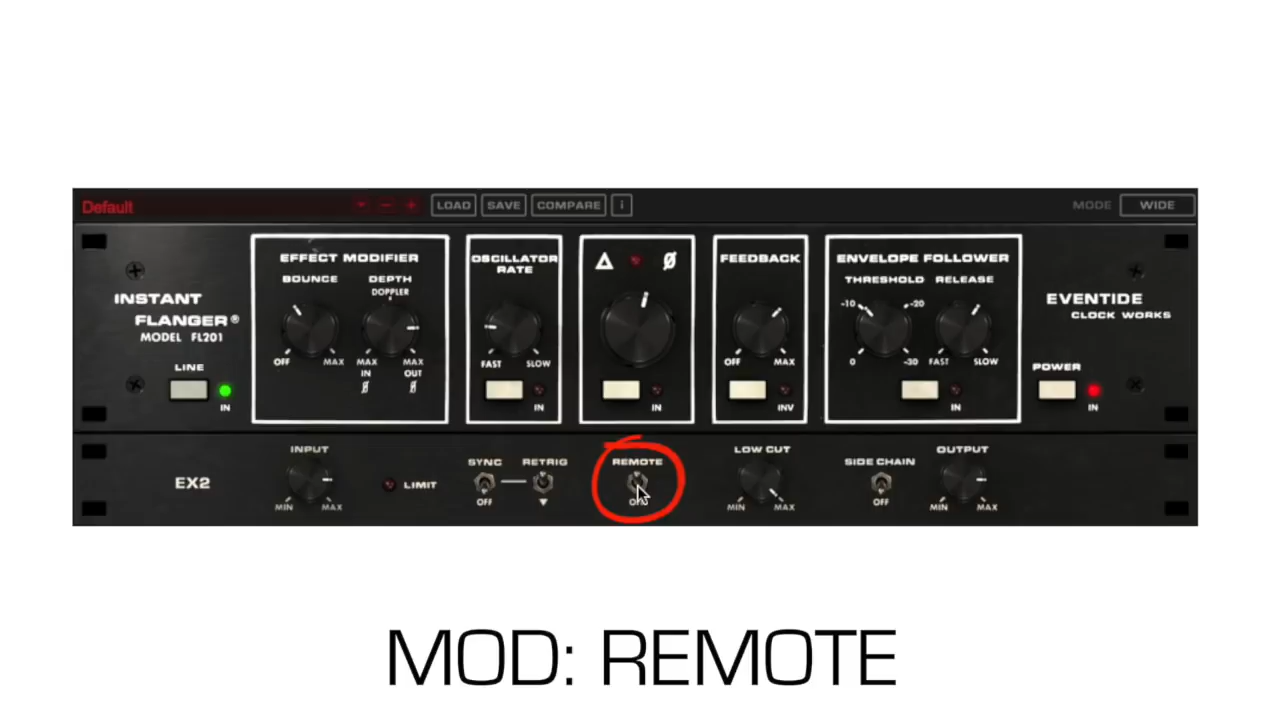 Default
LOAD
SAVE
COMPARE
i
MODE
WIDE
INSTANT
FLANGER®
MODEL FL201
LINE
IN
EFFECT MODIFIER
BOUNCE
DEPTH
DOPPLER
OFF
MAX
MAX
MAX
IN
OUT
Ø
Ø
OSCILLATOR
RATE
FAST
SLOW
IN
Δ
Ø
IN
FEEDBACK
OFF
MAX
INV
ENVELOPE FOLLOWER
THRESHOLD
RELEASE
-10
-20
0
-30
FAST
SLOW
IN
EVENTIDE
CLOCK WORKS
POWER
IN
EX2
INPUT
MIN
MAX
LIMIT
SYNC
OFF
RETRIG
REMOTE
LOW CUT
MIN
MAX
SIDE CHAIN
OFF
OUTPUT
MIN
MAX
MOD: REMOTE